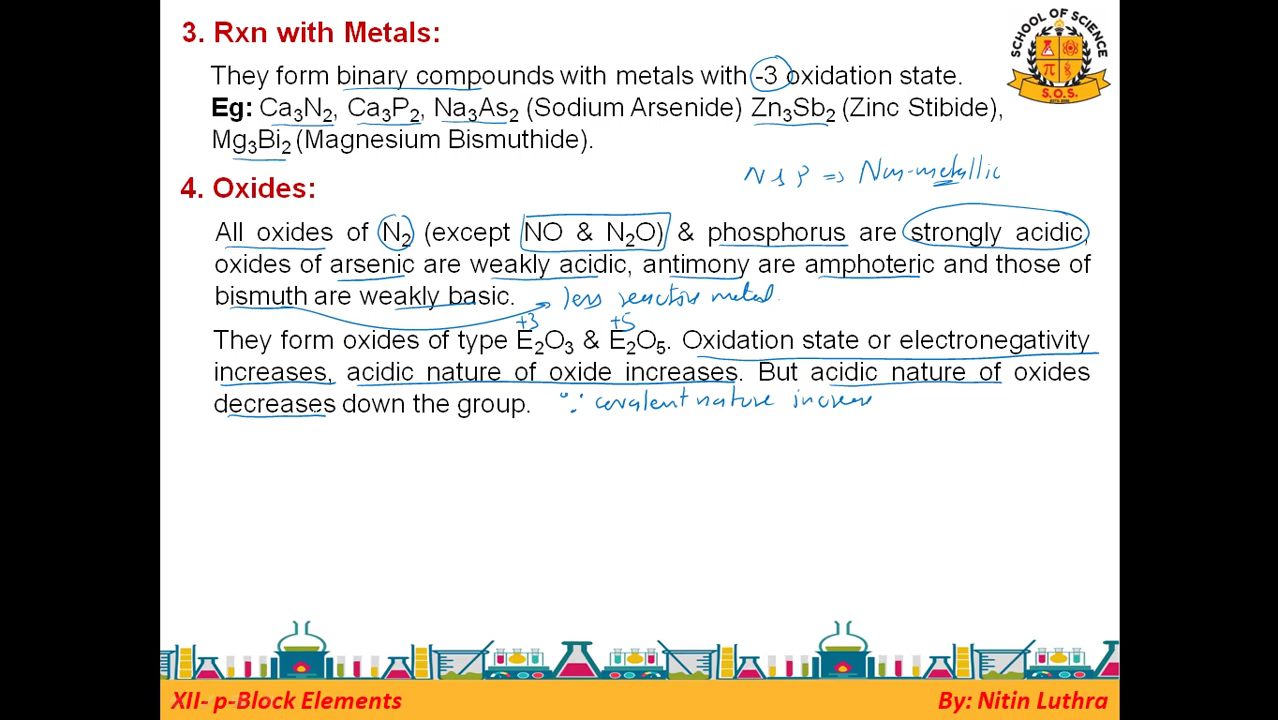 3. Rxn with Metals:
SCHOOL OF SCIENCE
S.O.S.
They form binary compounds with metals with -3 oxidation state.
Eg: Ca₃N₂, Ca₃P₂, Na₃As₂ (Sodium Arsenide) Zn₃Sb₂ (Zinc Stibide),
Mg₃Bi₂ (Magnesium Bismuthide).
N & P ⇒ Non-metallic
4. Oxides:
All oxides of N₂ (except NO & N₂O) & phosphorus are strongly acidic,
oxides of arsenic are weakly acidic, antimony are amphoteric and those of
bismuth are weakly basic. → less reactive metal.
+3 +5
They form oxides of type E₂O₃ & E₂O₅. Oxidation state or electronegativity
increases, acidic nature of oxide increases. But acidic nature of oxides
decreases down the group. ∵ covalent nature increase
XII- p-Block Elements
By: Nitin Luthra